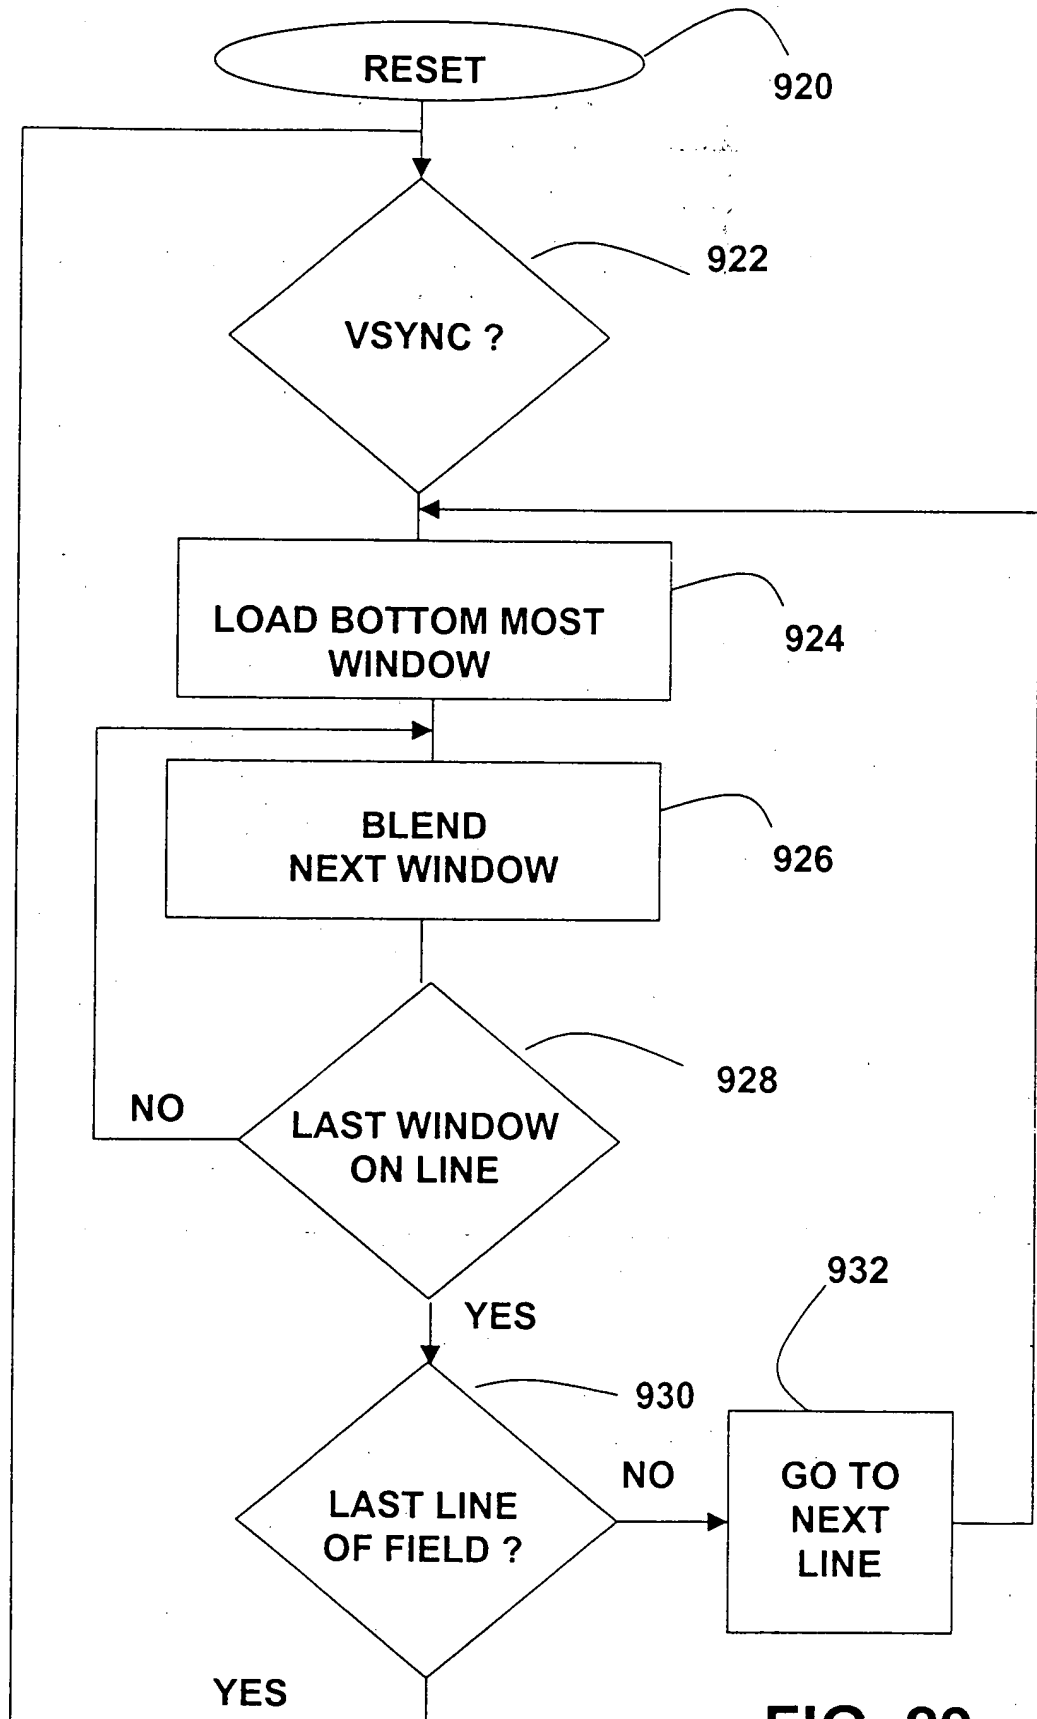 RESET
920
922
VSYNC ?
LOAD BOTTOM MOST
WINDOW
924
BLEND
NEXT WINDOW
926
928
NO
LAST WINDOW
ON LINE
932
YES
930
NO
GO TO
NEXT
LINE
LAST LINE
OF FIELD ?
YES
FIG.